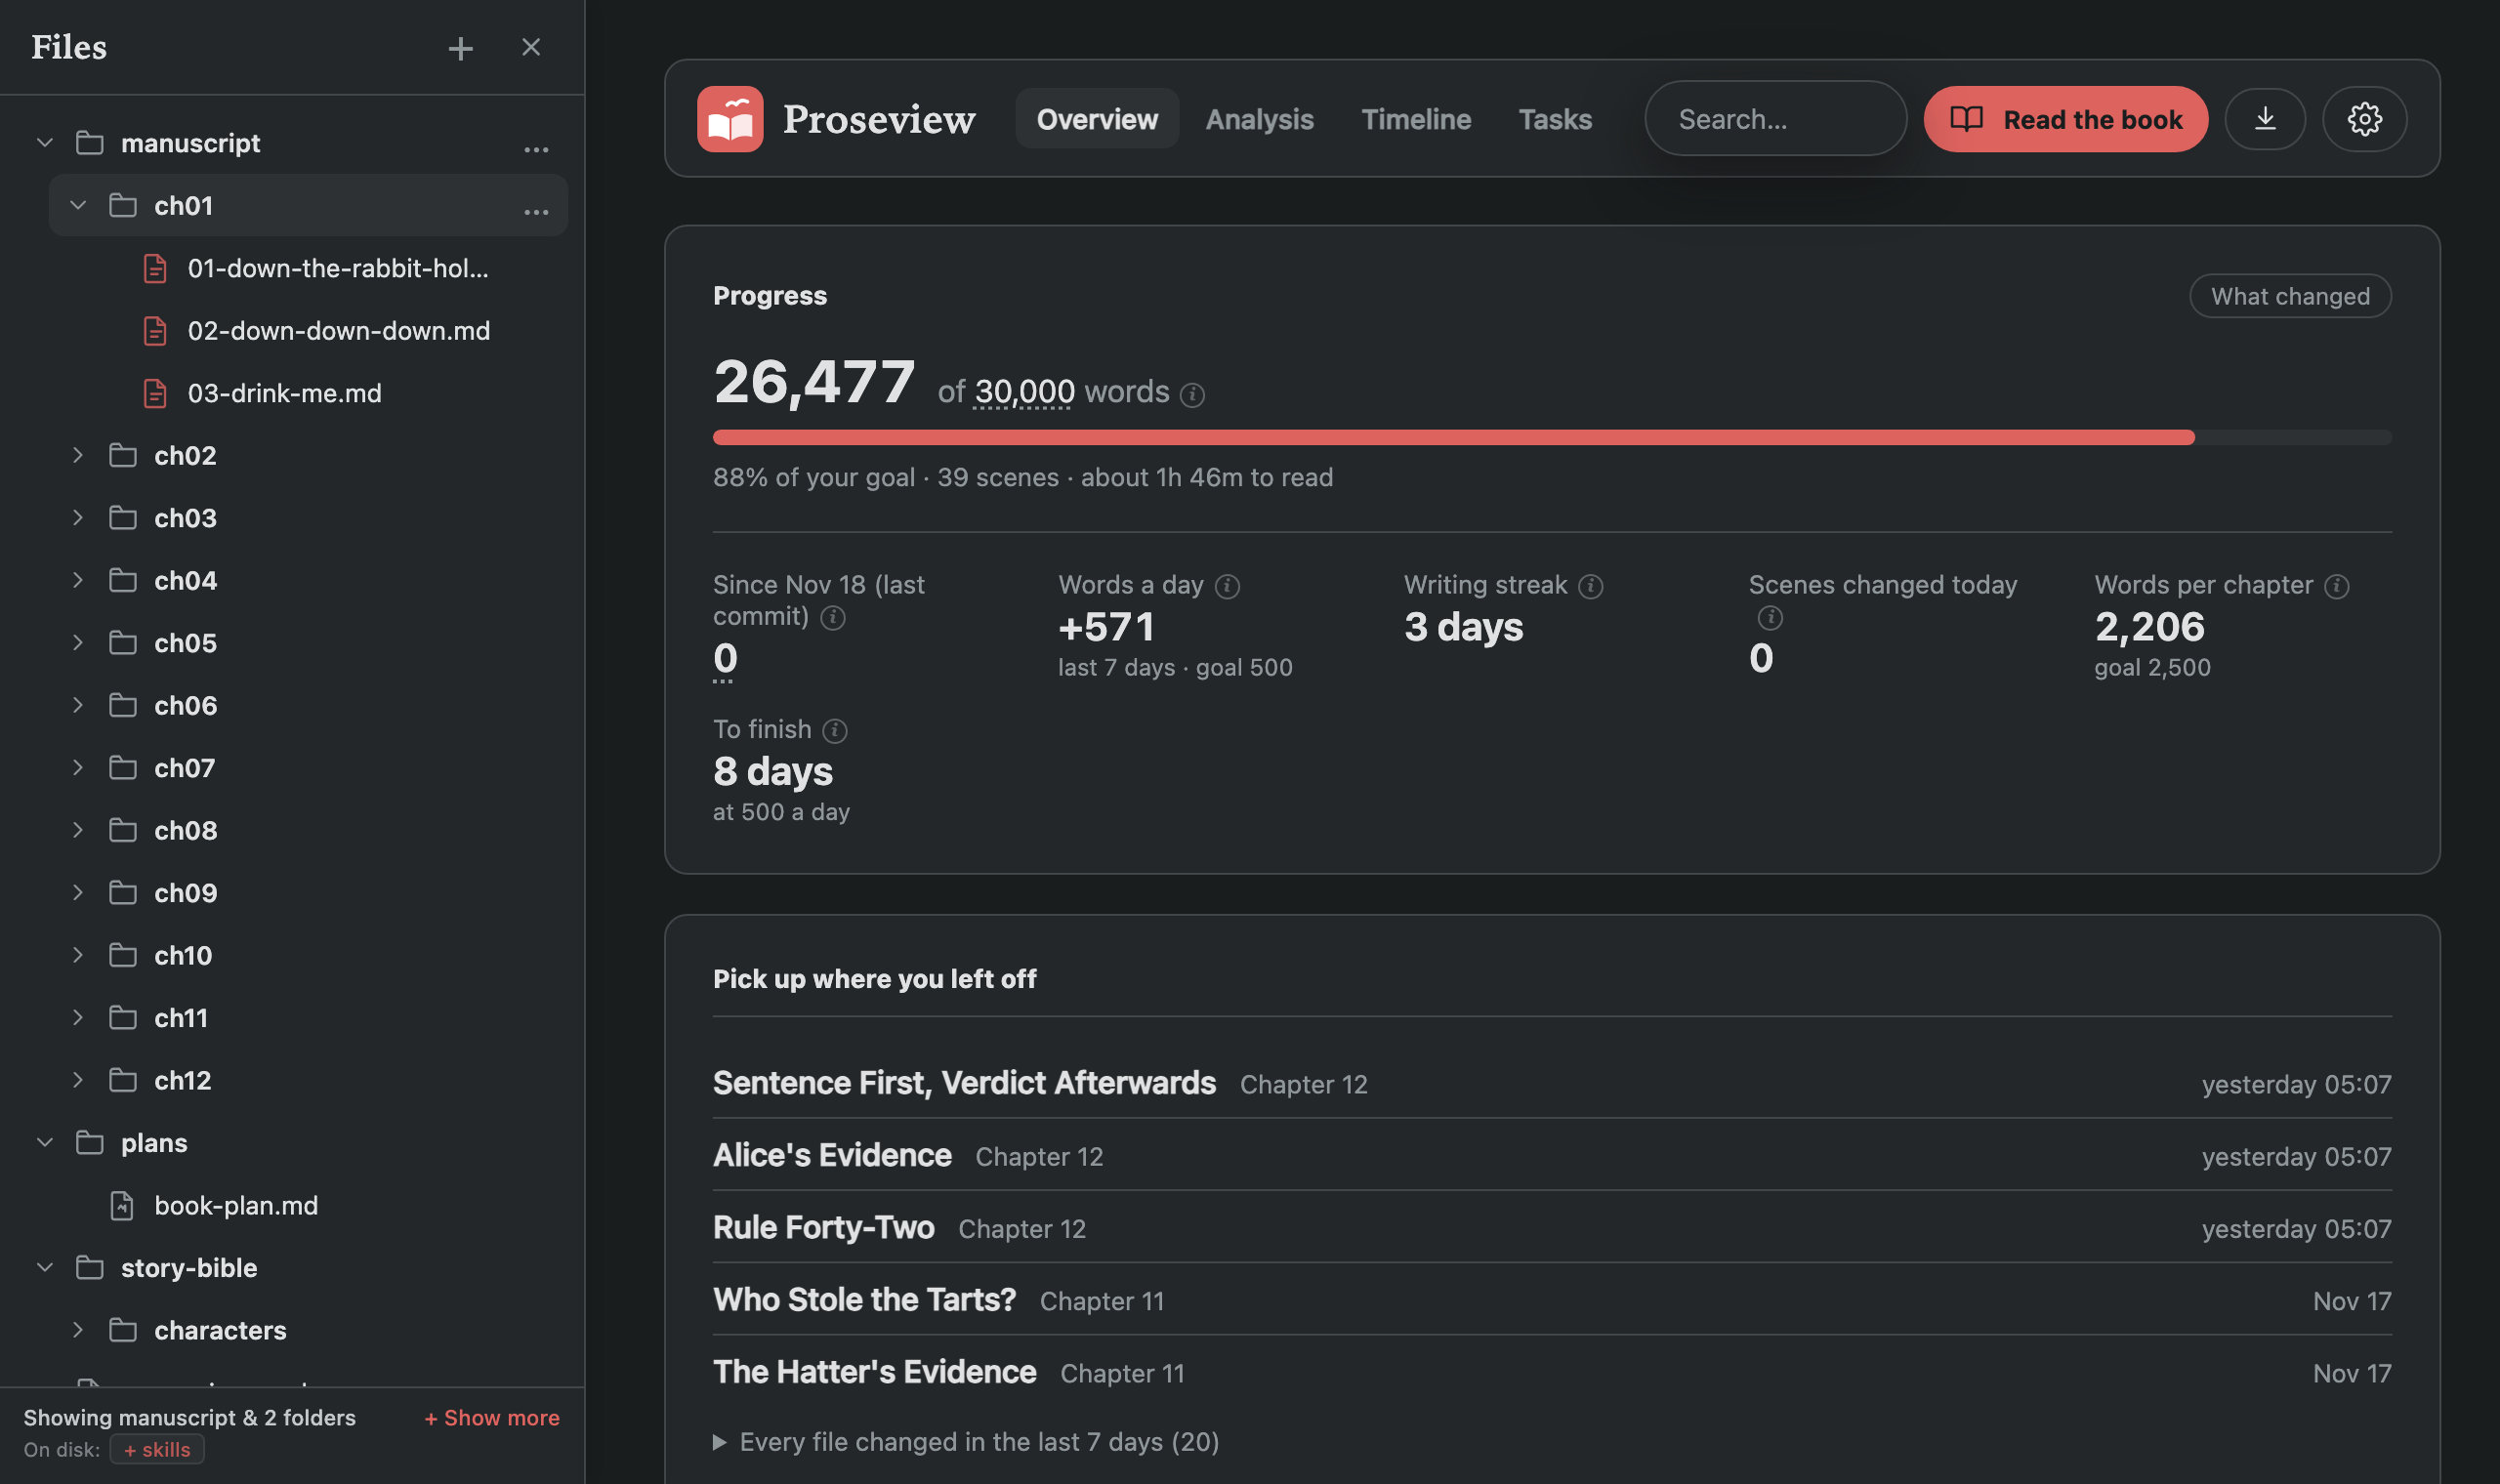 Files
manuscript
ch01
01-down-the-rabbit-hol...
02-down-down-down.md
03-drink-me.md
ch02
ch03
ch04
ch05
ch06
ch07
ch08
ch09
ch10
ch11
ch12
plans
book-plan.md
story-bible
characters
Showing manuscript & 2 folders + Show more
On disk: + skills
Proseview Overview Analysis Timeline Tasks Search... Read the book
Progress What changed
26,477 of 30,000 words
88% of your goal · 39 scenes · about 1h 46m to read
Since Nov 18 (last
commit)
0
Words a day
+571
last 7 days · goal 500
Writing streak
3 days
Scenes changed today
0
Words per chapter
2,206
goal 2,500
To finish
8 days
at 500 a day
Pick up where you left off
Sentence First, Verdict Afterwards Chapter 12 yesterday 05:07
Alice's Evidence Chapter 12 yesterday 05:07
Rule Forty-Two Chapter 12 yesterday 05:07
Who Stole the Tarts? Chapter 11 Nov 17
The Hatter's Evidence Chapter 11 Nov 17
Every file changed in the last 7 days (20)